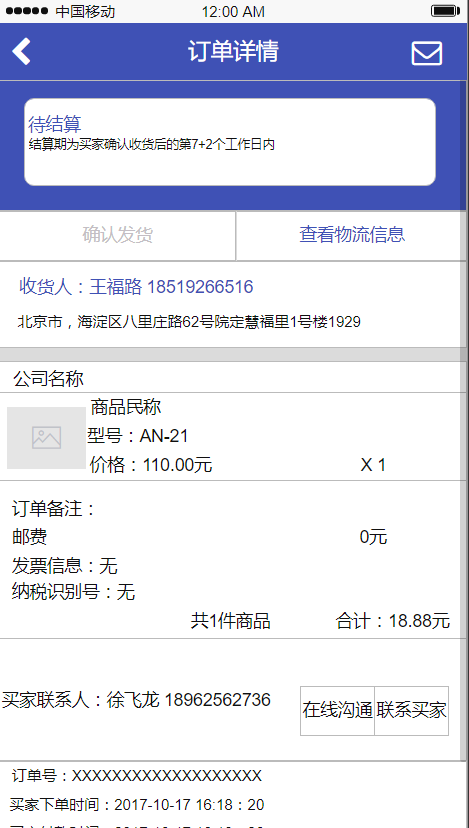 中国移动 12:00 AM
订单详情
待结算
结算期为买家确认收货后的第7+2个工作日内
确认发货 查看物流信息
收货人：王福路 18519266516
北京市，海淀区八里庄路62号院定慧福里1号楼1929
公司名称
商品民称
型号：AN-21
价格：110.00元 X 1
订单备注：
邮费 0元
发票信息：无
纳税识别号：无
共1件商品 合计：18.88元
买家联系人：徐飞龙 18962562736
在线沟通 联系买家
订单号：XXXXXXXXXXXXXXXXXXX
买家下单时间：2017-10-17 16:18：20